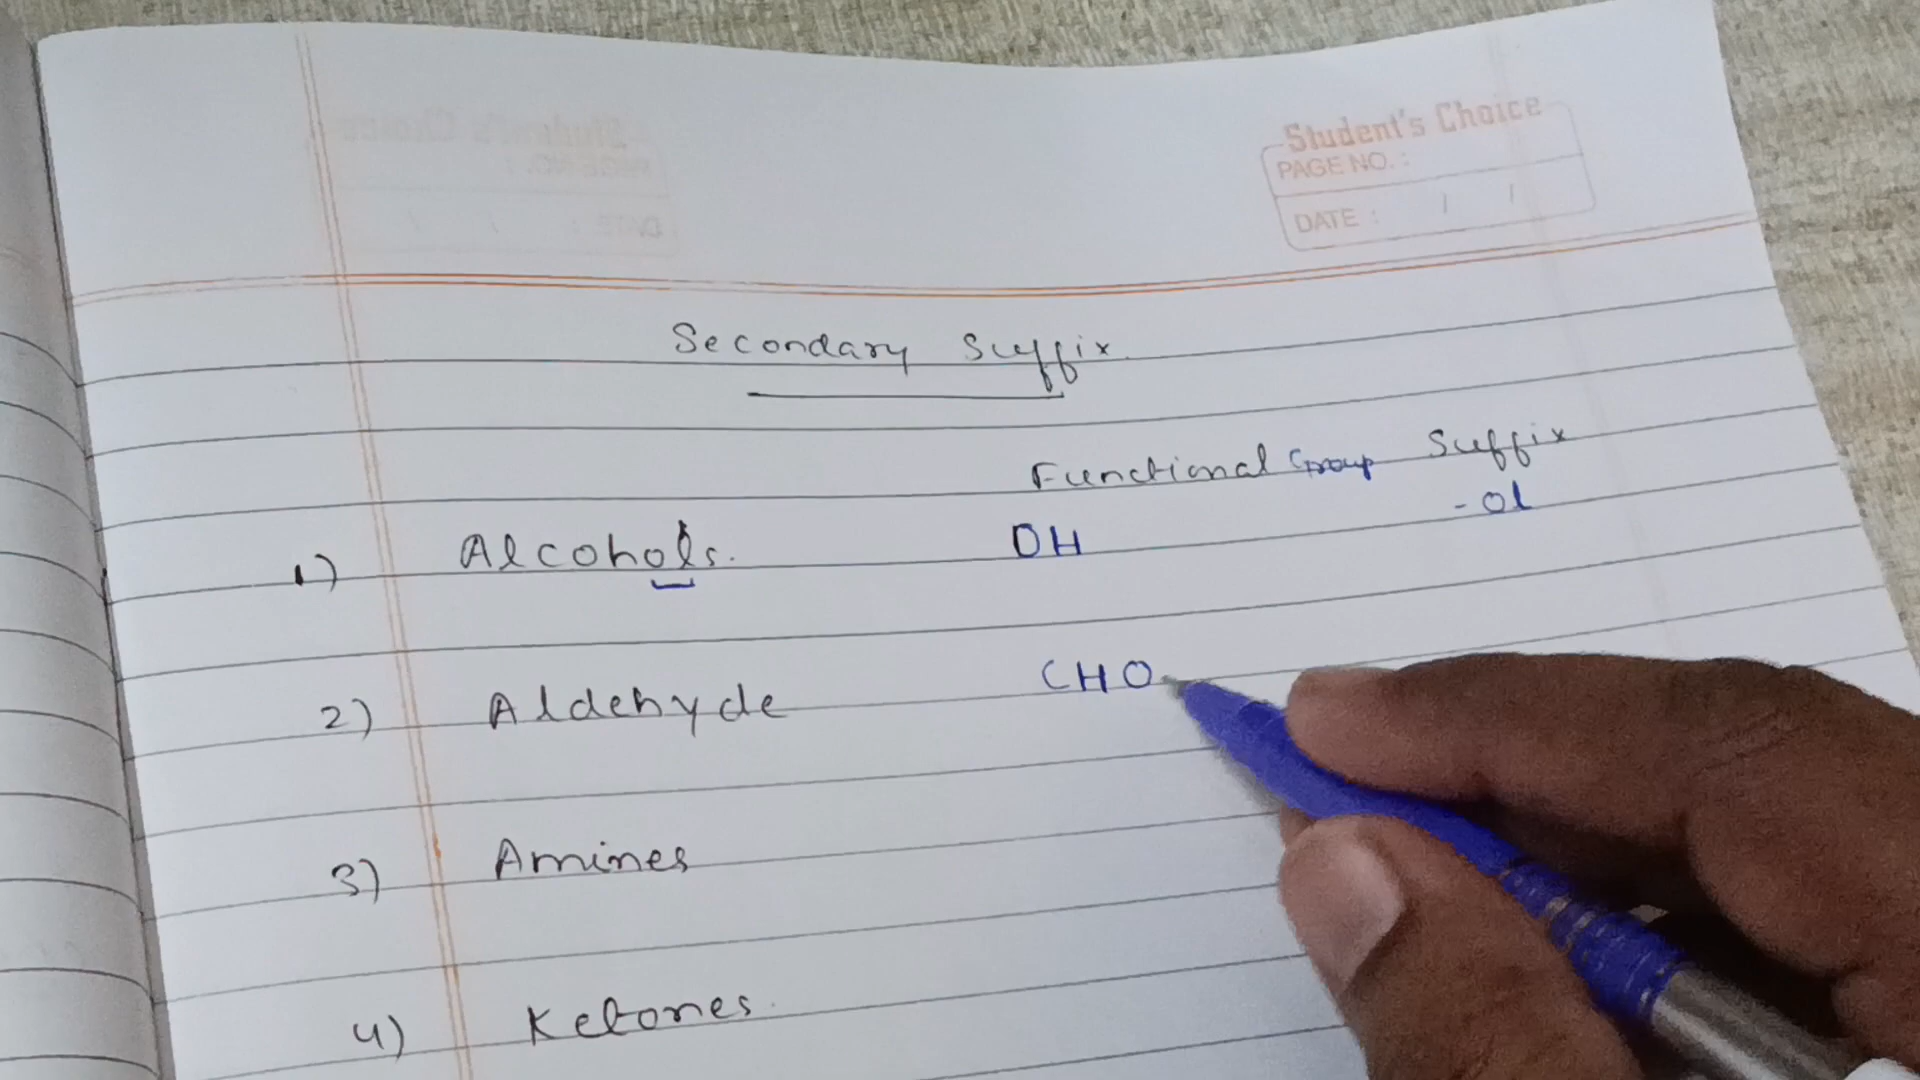 Student's Choice
PAGE NO. :
DATE : / /
Secondary Suffix
Functional Group Suffix
1) Alcohols. OH - Ol
2) Aldehyde CHO
3) Amines
4) Ketones.